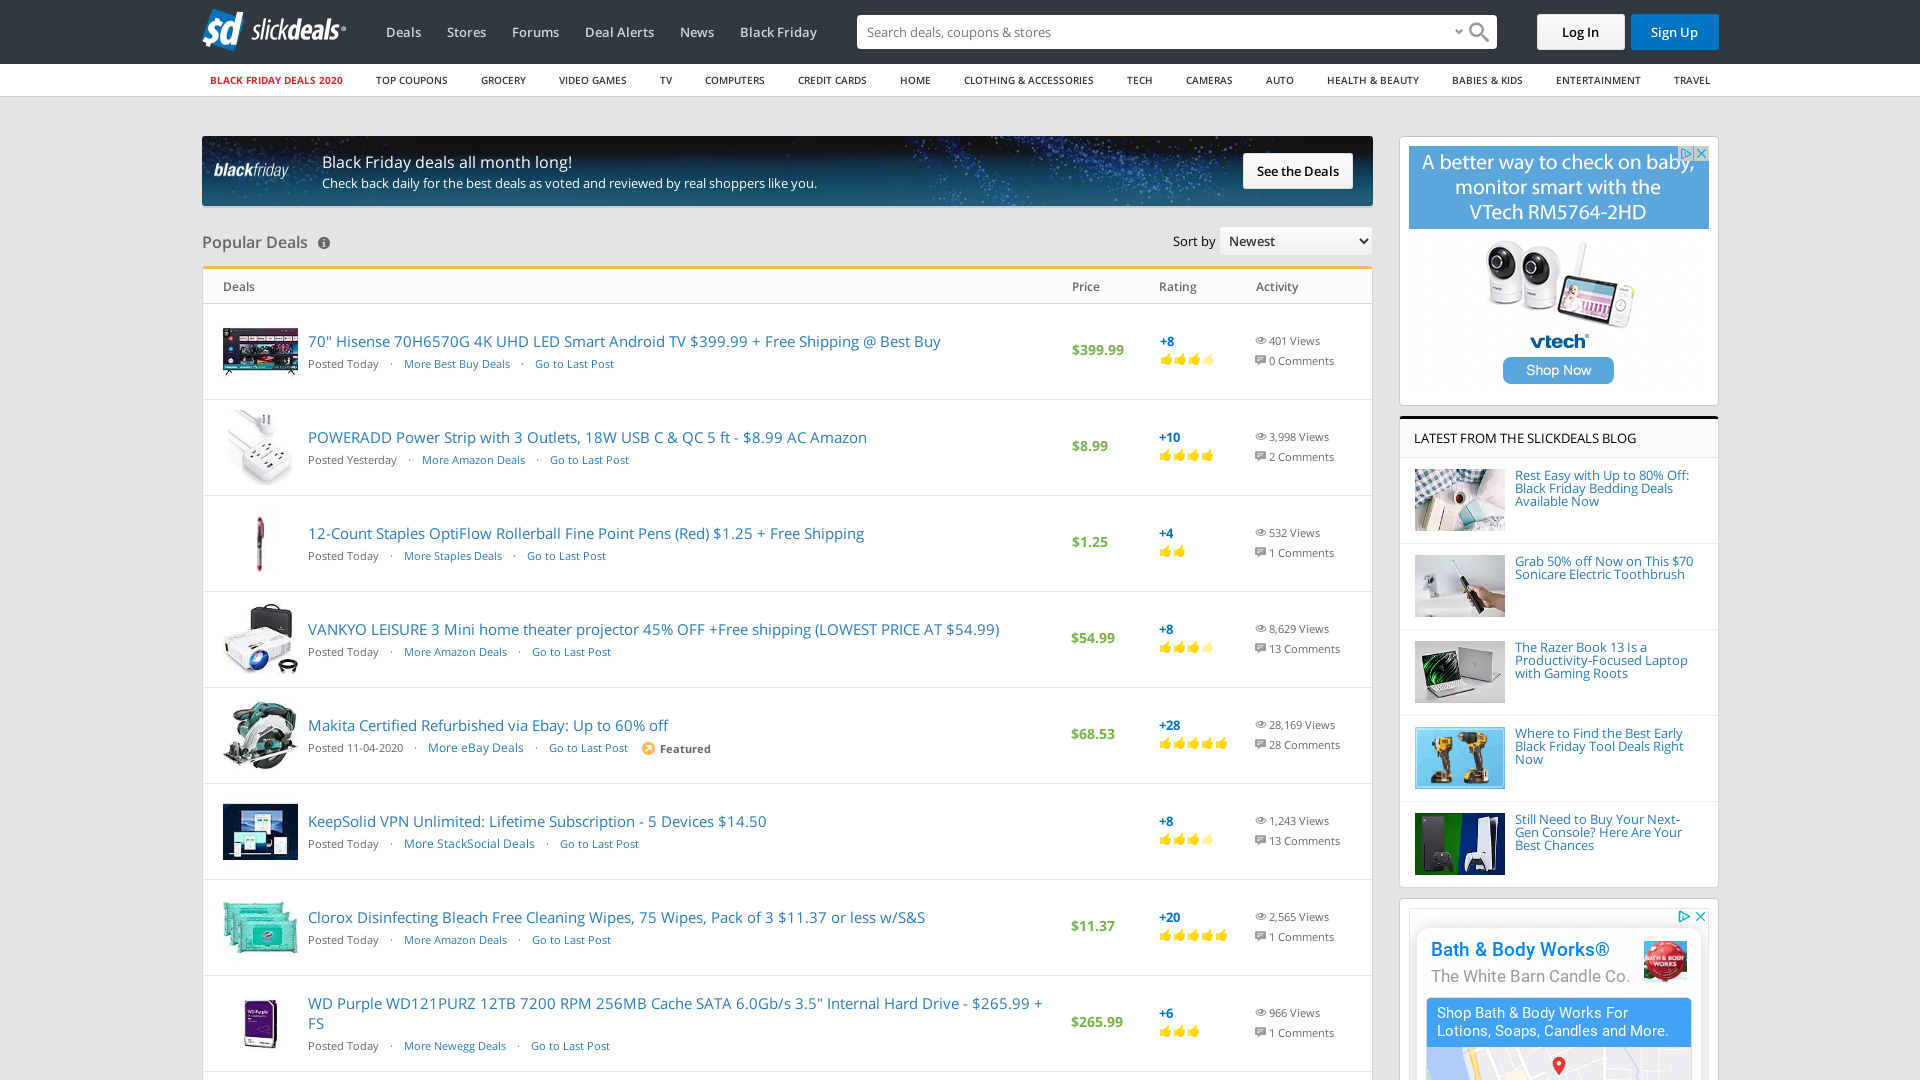 slickdeals
Deals
Stores
Forums
Deal Alerts
News
Black Friday
Search deals, coupons & stores
Log In
Sign Up
BLACK FRIDAY DEALS 2020
TOP COUPONS
GROCERY
VIDEO GAMES
TV
COMPUTERS
CREDIT CARDS
HOME
CLOTHING & ACCESSORIES
TECH
CAMERAS
AUTO
HEALTH & BEAUTY
BABIES & KIDS
ENTERTAINMENT
TRAVEL
blackfriday
Black Friday deals all month long!
Check back daily for the best deals as voted and reviewed by real shoppers like you.
See the Deals
Popular Deals
Sort by
Newest
Deals
Price
Rating
Activity
70" Hisense 70H6570G 4K UHD LED Smart Android TV $399.99 + Free Shipping @ Best Buy
Posted Today · More Best Buy Deals · Go to Last Post
$399.99
+8
401 Views
0 Comments
POWERADD Power Strip with 3 Outlets, 18W USB C & QC 5 ft - $8.99 AC Amazon
Posted Yesterday · More Amazon Deals · Go to Last Post
$8.99
+10
3,998 Views
2 Comments
12-Count Staples OptiFlow Rollerball Fine Point Pens (Red) $1.25 + Free Shipping
Posted Today · More Staples Deals · Go to Last Post
$1.25
+4
532 Views
1 Comments
VANKYO LEISURE 3 Mini home theater projector 45% OFF +Free shipping (LOWEST PRICE AT $54.99)
Posted Today · More Amazon Deals · Go to Last Post
$54.99
+8
8,629 Views
13 Comments
Makita Certified Refurbished via Ebay: Up to 60% off
Posted 11-04-2020 · More eBay Deals · Go to Last Post Featured
$68.53
+28
28,169 Views
28 Comments
KeepSolid VPN Unlimited: Lifetime Subscription - 5 Devices $14.50
Posted Today · More StackSocial Deals · Go to Last Post
+8
1,243 Views
13 Comments
Clorox Disinfecting Bleach Free Cleaning Wipes, 75 Wipes, Pack of 3 $11.37 or less w/S&S
Posted Today · More Amazon Deals · Go to Last Post
$11.37
+20
2,565 Views
1 Comments
WD Purple WD121PURZ 12TB 7200 RPM 256MB Cache SATA 6.0Gb/s 3.5" Internal Hard Drive - $265.99 +
FS
Posted Today · More Newegg Deals · Go to Last Post
$265.99
+6
966 Views
1 Comments
A better way to check on baby,
monitor smart with the
VTech RM5764-2HD
vtech
Shop Now
LATEST FROM THE SLICKDEALS BLOG
Rest Easy with Up to 80% Off:
Black Friday Bedding Deals
Available Now
Grab 50% off Now on This $70
Sonicare Electric Toothbrush
The Razer Book 13 Is a
Productivity-Focused Laptop
with Gaming Roots
Where to Find the Best Early
Black Friday Tool Deals Right
Now
Still Need to Buy Your Next-
Gen Console? Here Are Your
Best Chances
Bath & Body Works®
The White Barn Candle Co.
BATH & BODY
WORKS
Shop Bath & Body Works For
Lotions, Soaps, Candles and More.